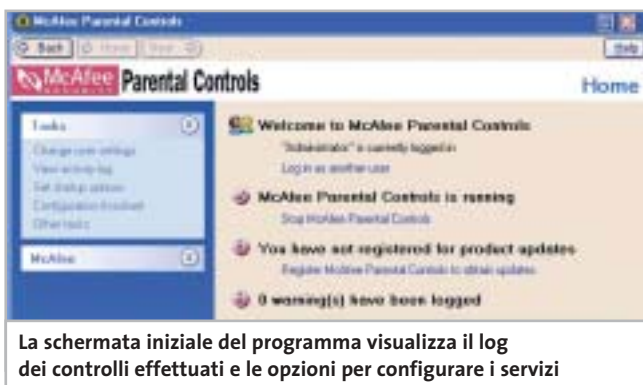 McAfee Parental Controls
Back Home Help
McAfee SECURITY Parental Controls Home
Tasks
Change user settings
View activity log
Set startup options
Configuration Assistant
Other tasks
McAfee
Welcome to McAfee Parental Controls
"Administrator" is currently logged in
Log in as another user
McAfee Parental Controls is running
Stop McAfee Parental Controls
You have not registered for product updates
Register McAfee Parental Controls to obtain updates
0 warning(s) have been logged
La schermata iniziale del programma visualizza il log
dei controlli effettuati e le opzioni per configurare i servizi